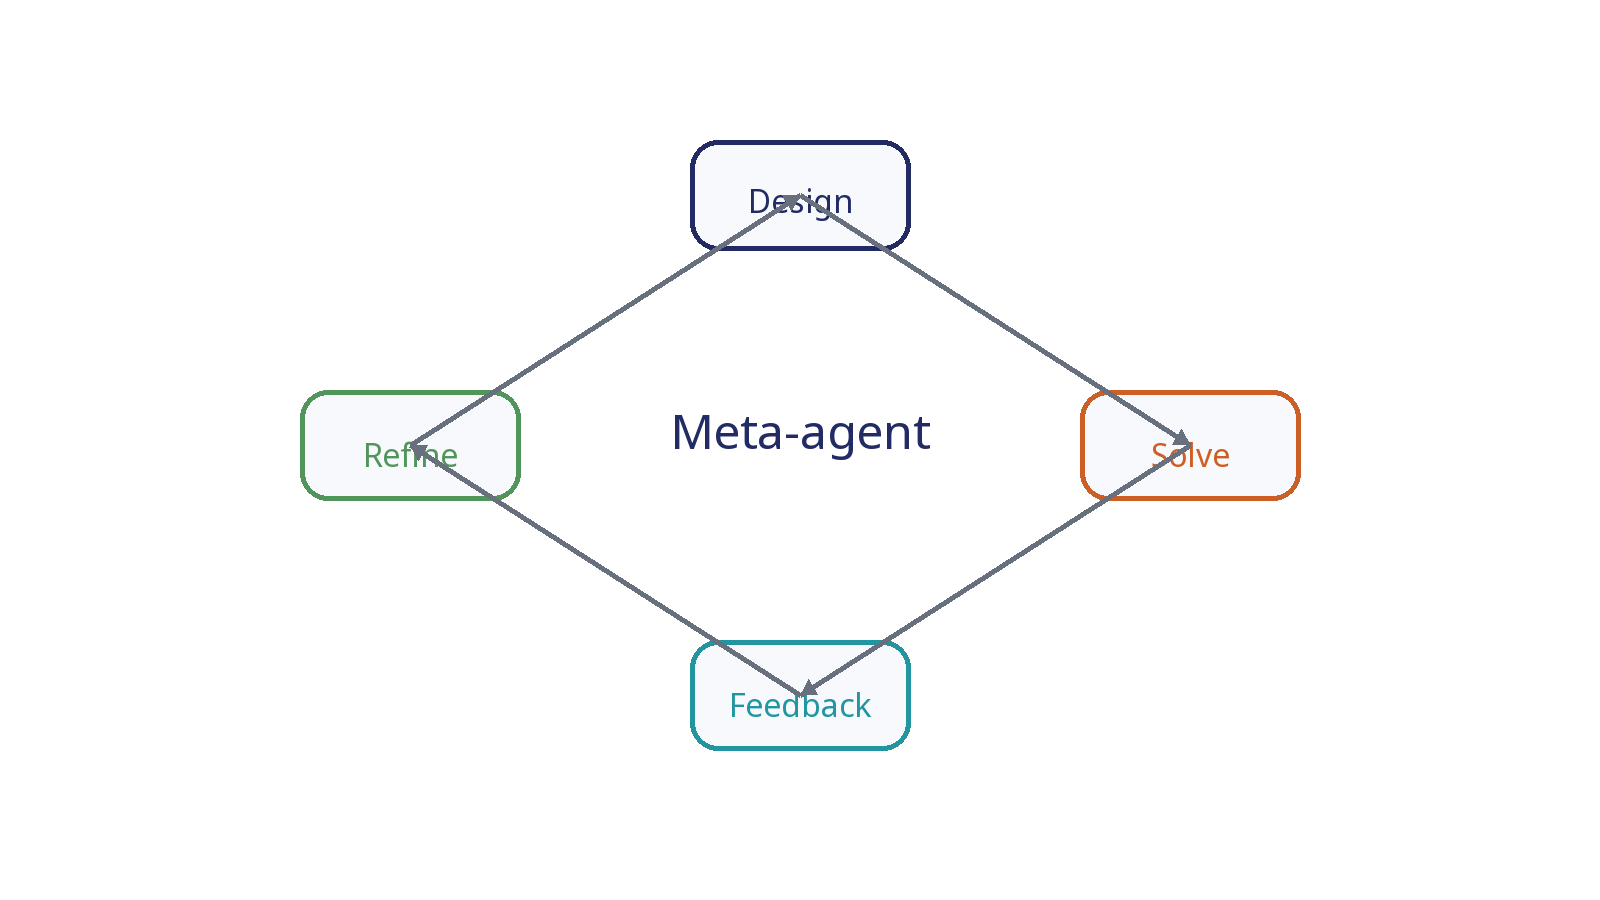 Design
Refine
Meta-agent
Solve
Feedback